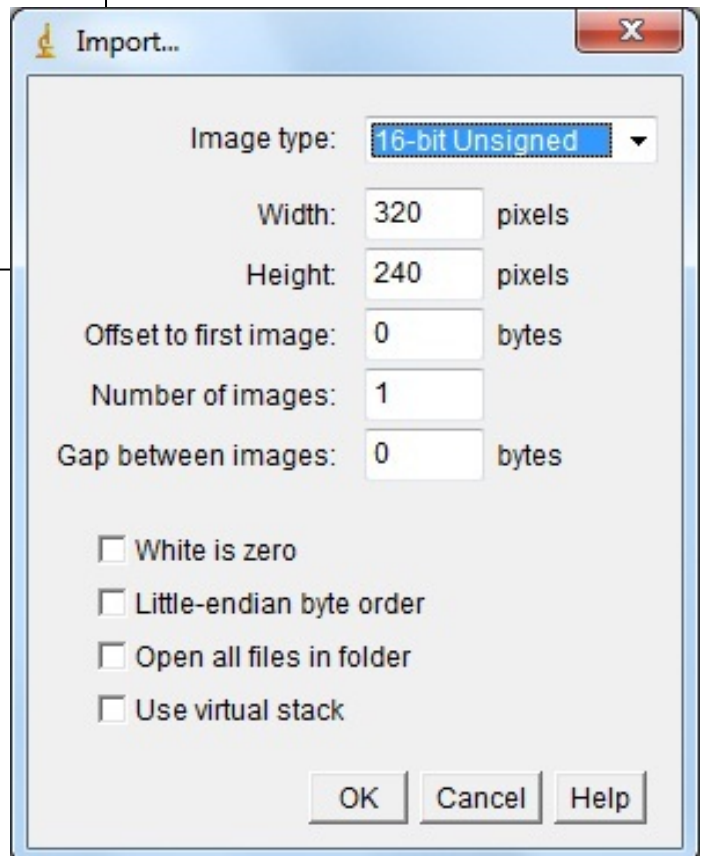 Import...
Image type: 16-bit Unsigned
Width: 320 pixels
Height: 240 pixels
Offset to first image: 0 bytes
Number of images: 1
Gap between images: 0 bytes
White is zero
Little-endian byte order
Open all files in folder
Use virtual stack
OK Cancel Help